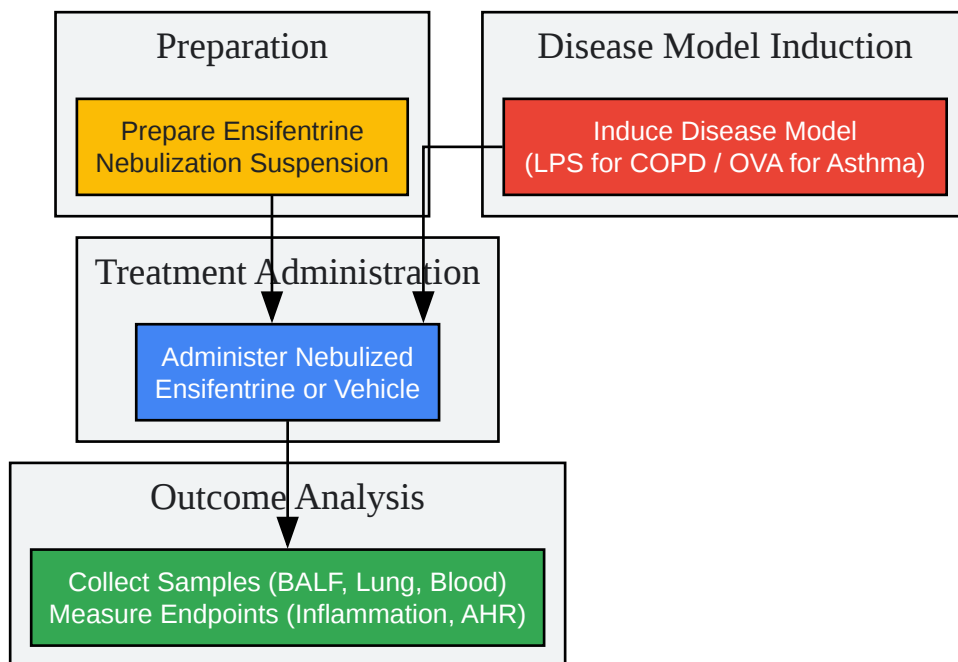 Preparation
Prepare Ensifentrine
Nebulization Suspension
Disease Model Induction
Induce Disease Model
(LPS for COPD / OVA for Asthma)
Treatment Administration
Administer Nebulized
Ensifentrine or Vehicle
Outcome Analysis
Collect Samples (BALF, Lung, Blood)
Measure Endpoints (Inflammation, AHR)